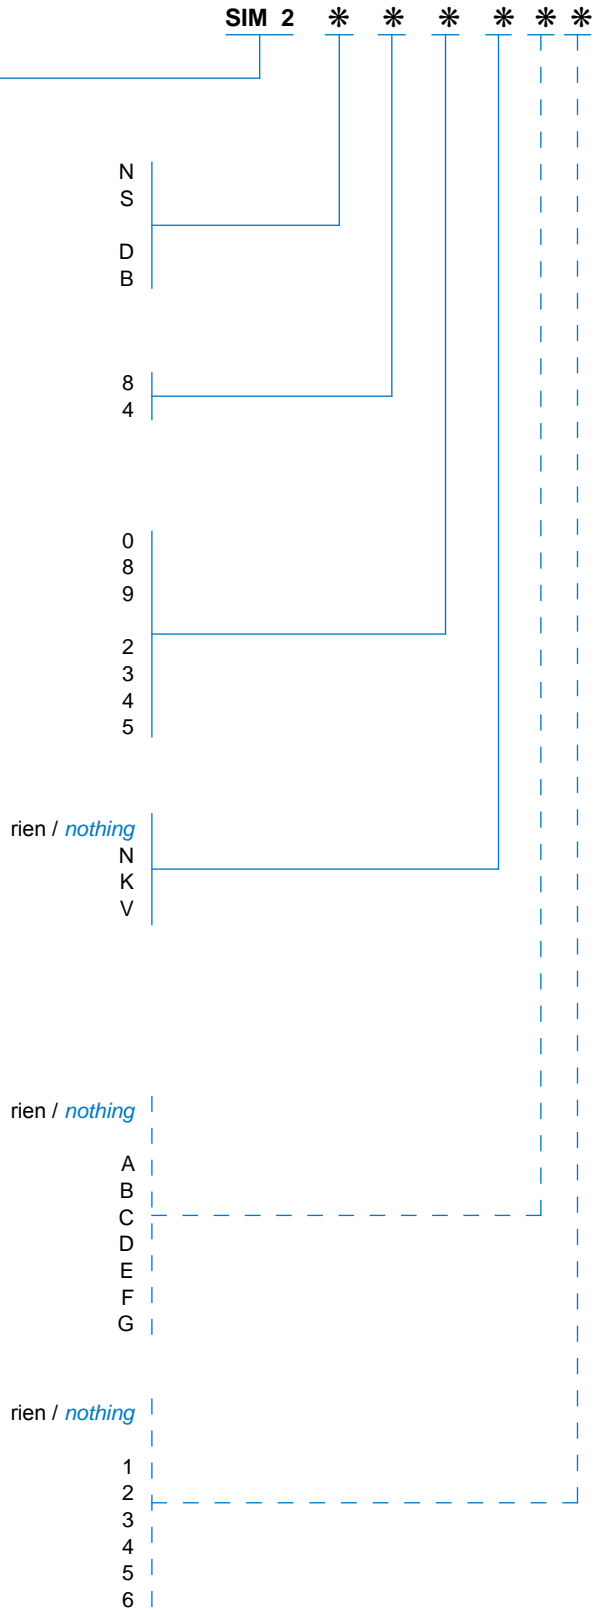 SIM 2 ❋ ❋ ❋ ❋ ❋ ❋
N
S
D
B
8
4
0
8
9
2
3
4
5
rien / nothing
N
K
V
rien / nothing
A
B
C
D
E
F
G
rien / nothing
1
2
3
4
5
6